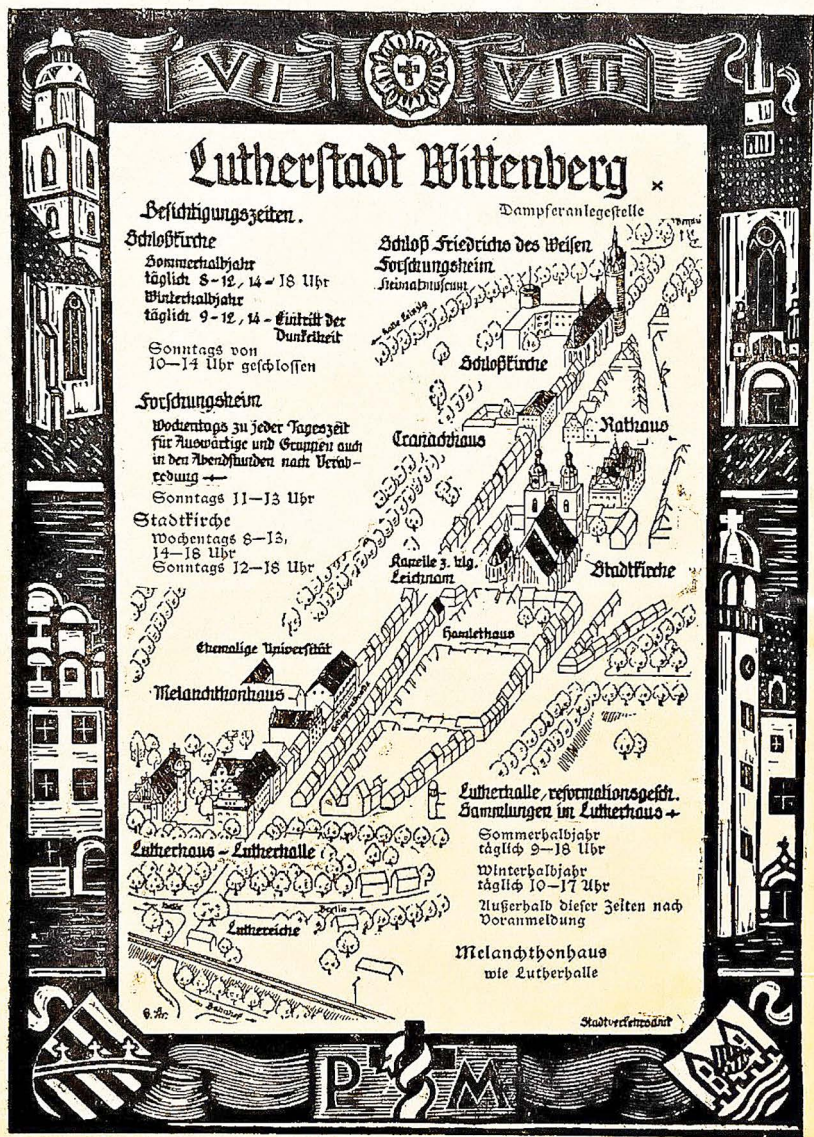 VIVIT
Lutherstadt Wittenberg
Besichtigungszeiten.
Schloßkirche
Sommerhalbjahr
täglich 8-12, 14-18 Uhr
Winterhalbjahr
täglich 9-12, 14-Eintritt der
Dunkelheit
Sonntags von
10—14 Uhr geschlossen
Forschungsheim
Wochentags zu jeder Tageszeit
für Auswärtige und Gruppen auch
in den Abendstunden nach Verab-
redung
Sonntags 11—13 Uhr
Stadtkirche
Wochentags 8—13,
14—18 Uhr
Sonntags 12—18 Uhr
Dampferanlegestelle
Schloß Friedrichs des Weisen
Forschungsheim
Heimatmuseum
Schloßkirche
Cranachhaus
Rathaus
Kapelle z. hlg.
Leichnam
Stadtkirche
Hamlethaus
Ehemalige Universität
Melanchthonhaus
Lutherhaus - Lutherhalle
Luthereiche
Berlin
Bahnhof
Lutherhalle, reformationsgesch.
Sammlungen im Lutherhaus
Sommerhalbjahr
täglich 9—18 Uhr
Winterhalbjahr
täglich 10—17 Uhr
Außerhalb dieser Zeiten nach
Voranmeldung
Melanchthonhaus
wie Lutherhalle
Stadtverkehrsamt
P M